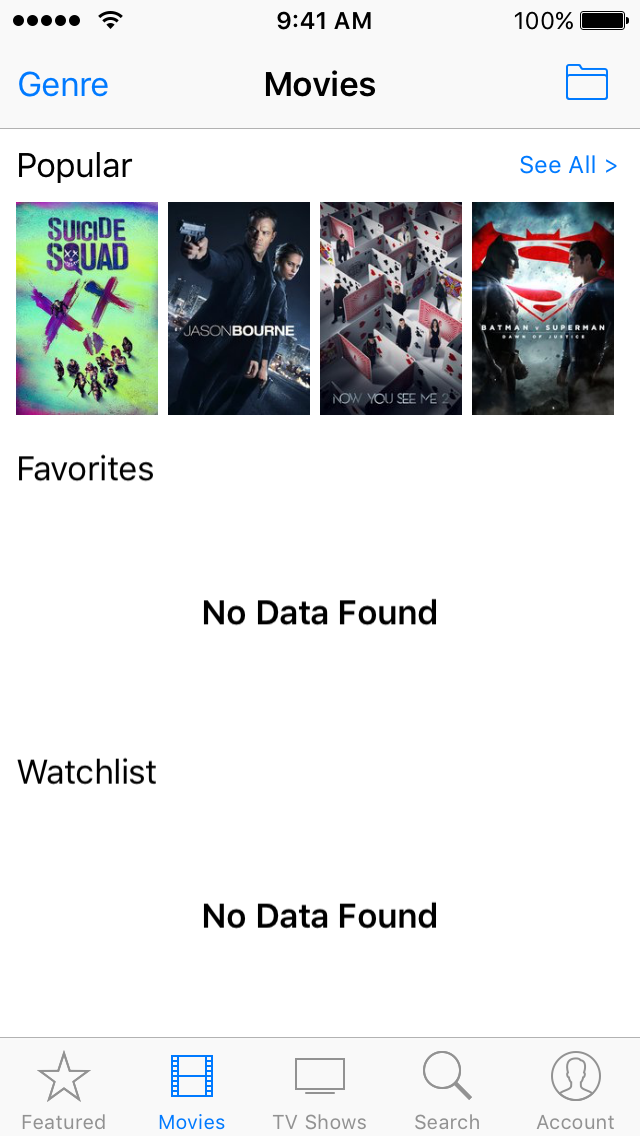 9:41 AM
100%
Genre
Movies
Popular
See All >
SUICIDE
SQUAD
JASON BOURNE
NOW YOU SEE ME 2
BATMAN v SUPERMAN
DAWN OF JUSTICE
Favorites
No Data Found
Watchlist
No Data Found
Featured
Movies
TV Shows
Search
Account